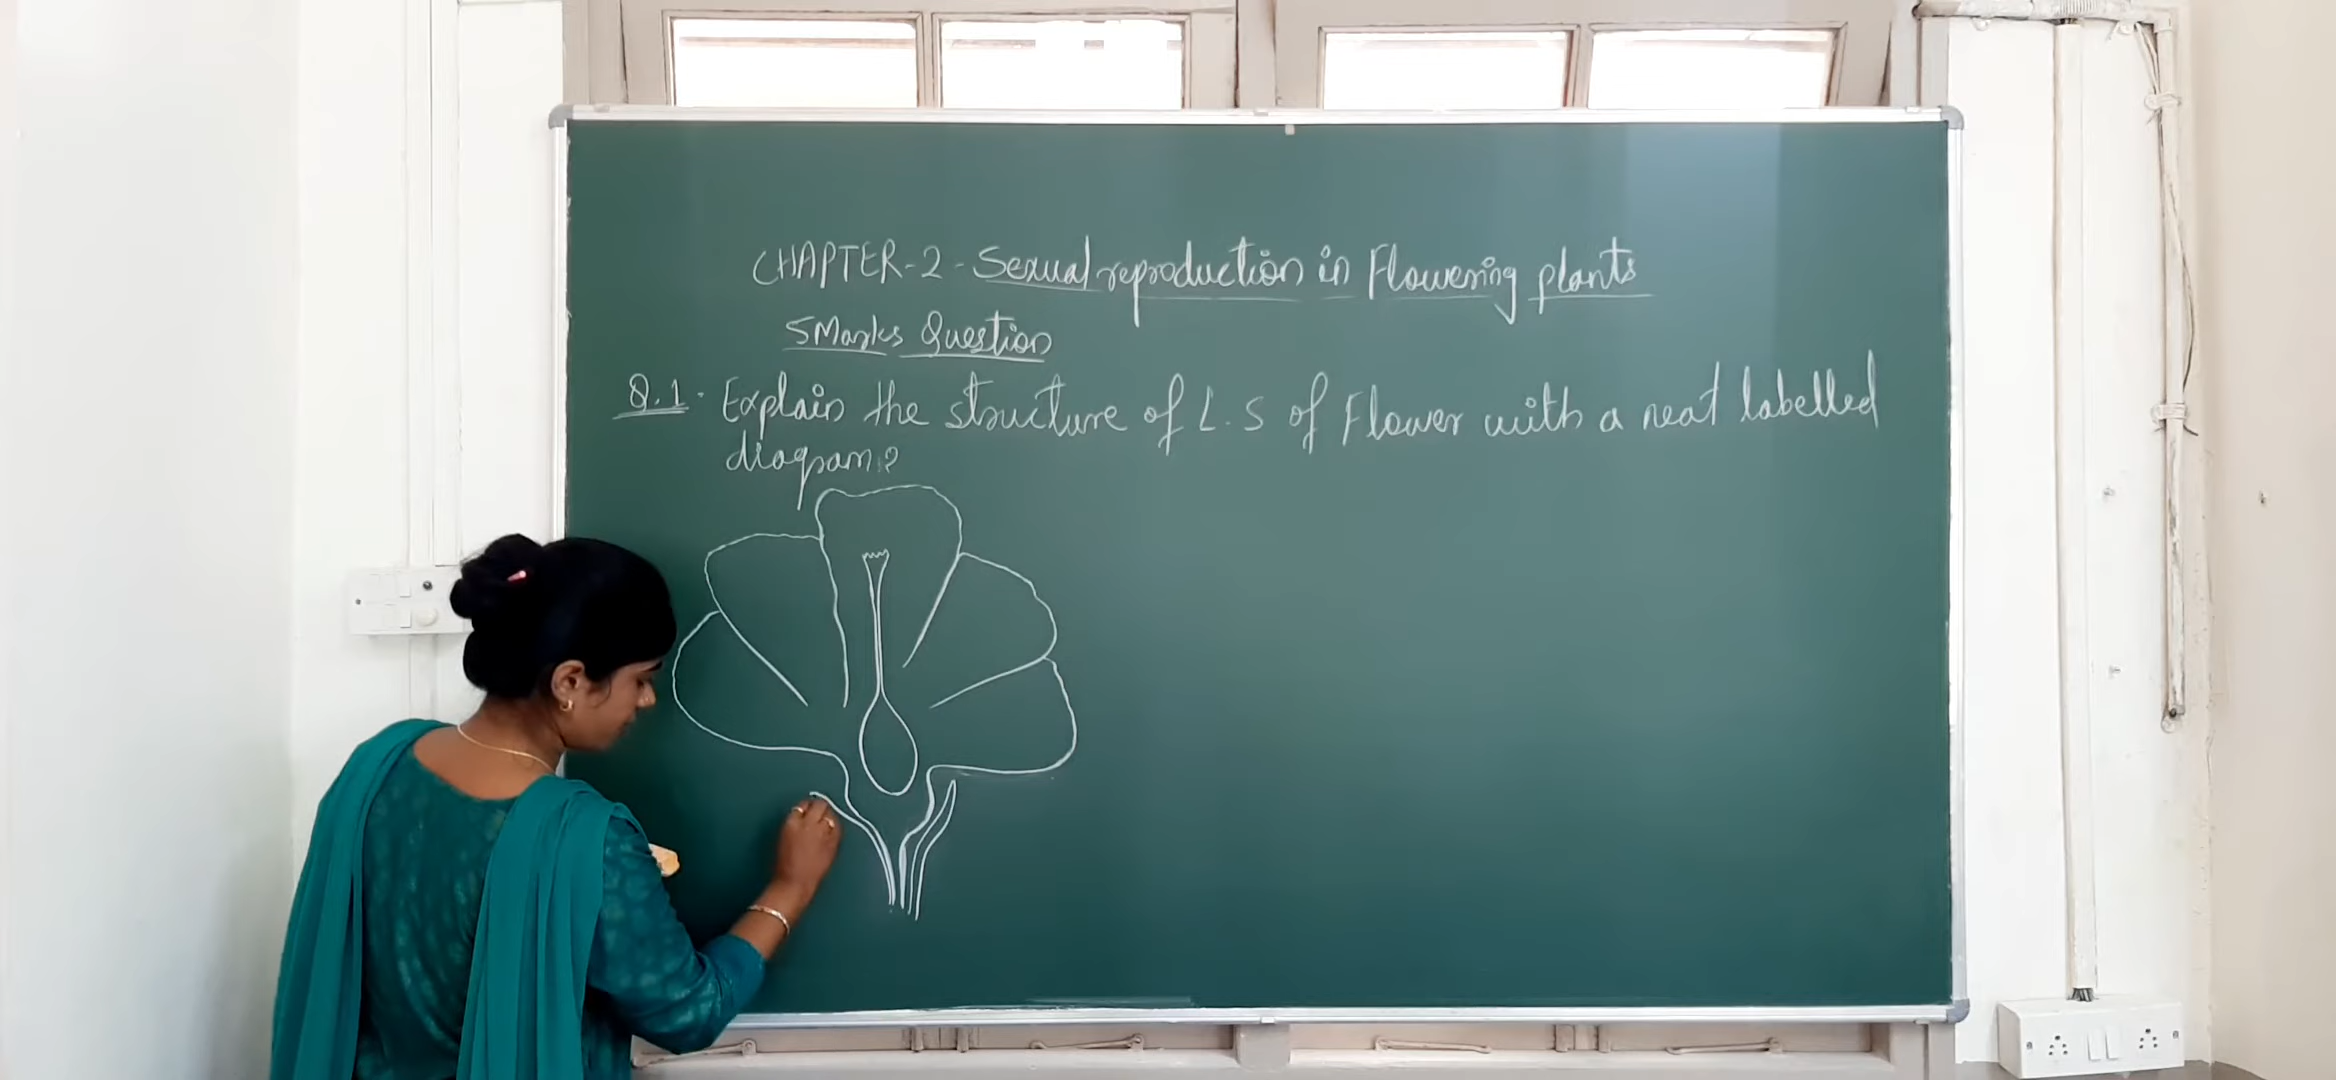 CHAPTER-2-Sexual reproduction in Flowering plants
5Marks Question
Q.1. Explain the structure of L.S of Flower with a neat labelled
diagram?